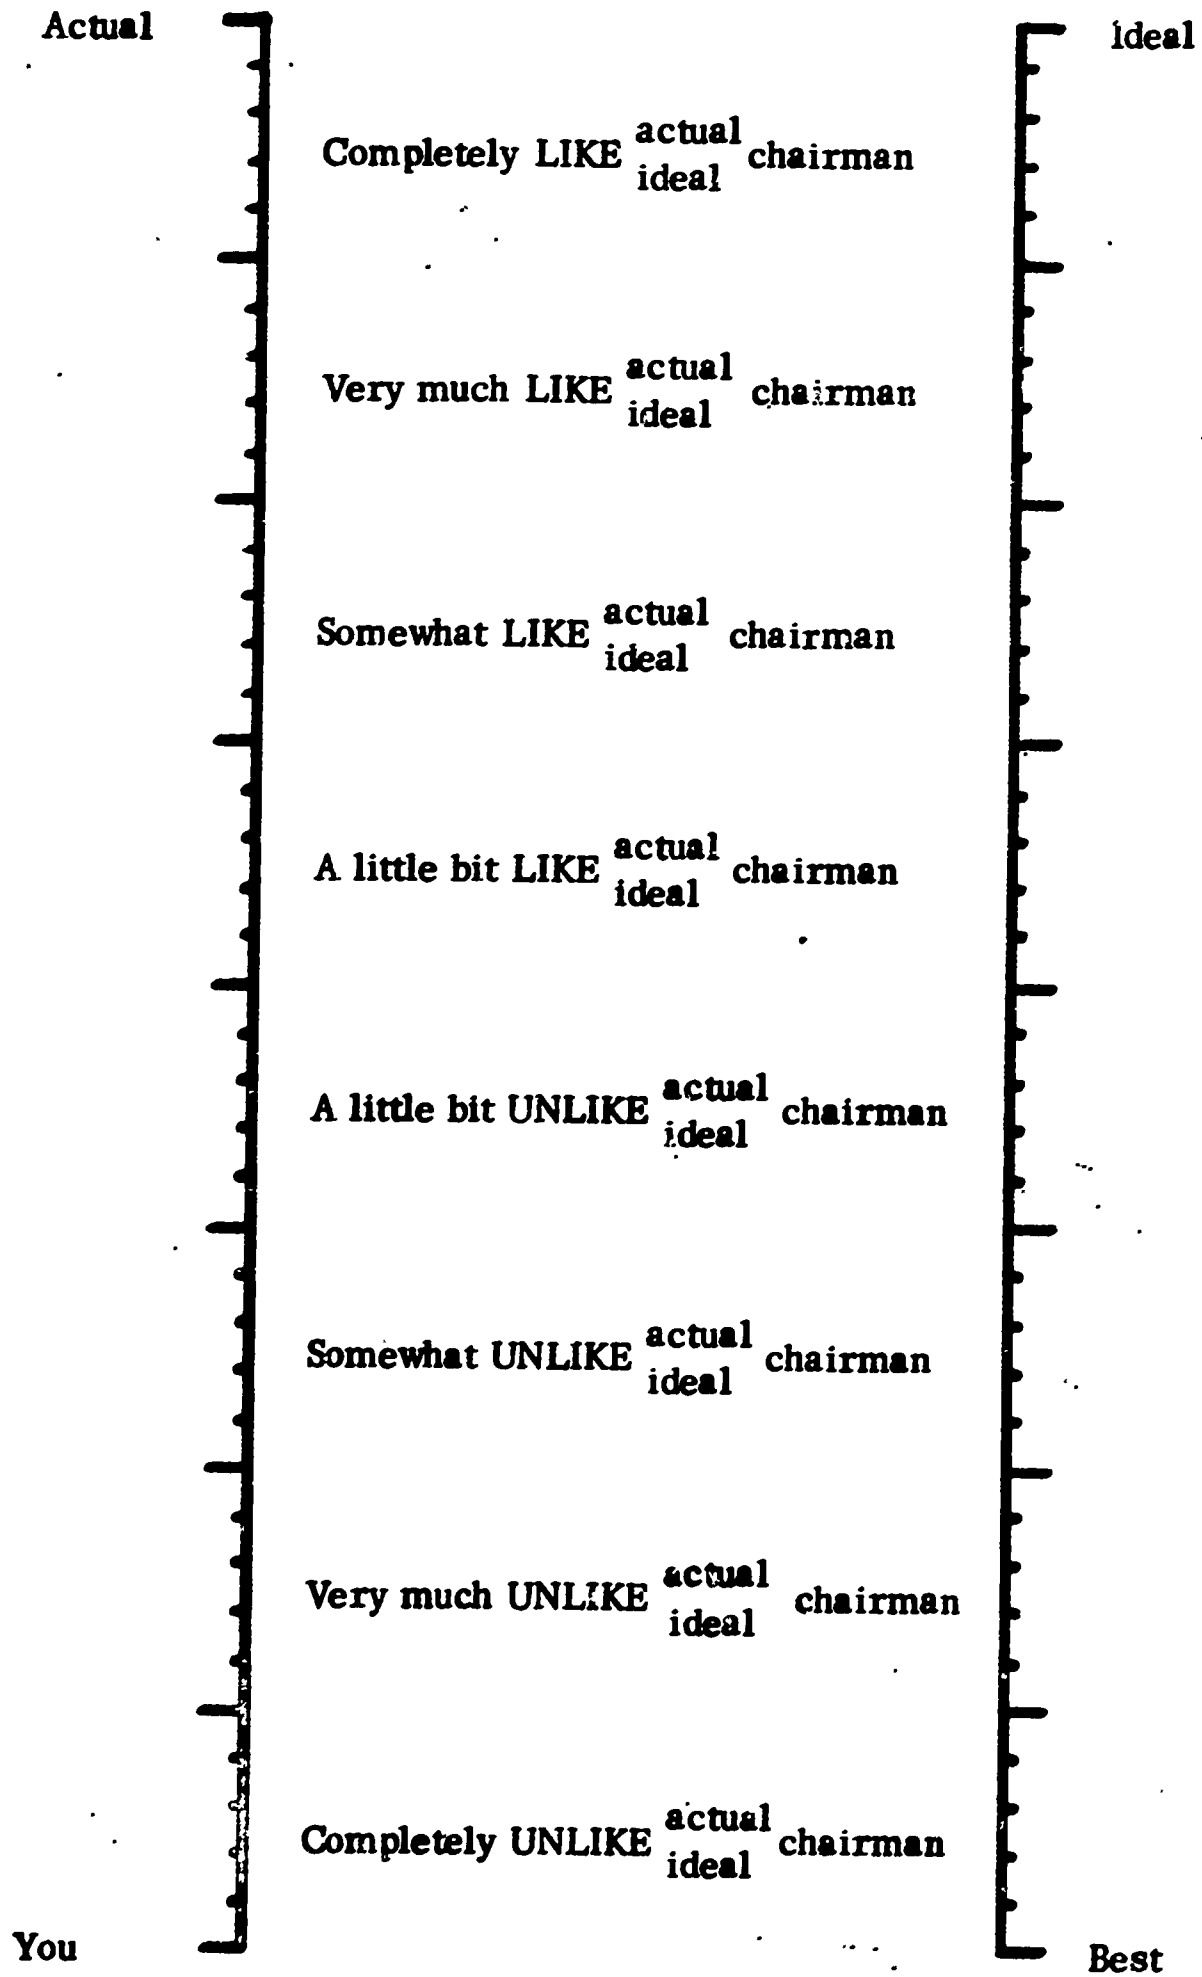 Actual
Ideal
Completely LIKE actual ideal chairman
Very much LIKE actual ideal chairman
Somewhat LIKE actual ideal chairman
A little bit LIKE actual ideal chairman
A little bit UNLIKE actual ideal chairman
Somewhat UNLIKE actual ideal chairman
Very much UNLIKE actual ideal chairman
Completely UNLIKE actual ideal chairman
You
Best